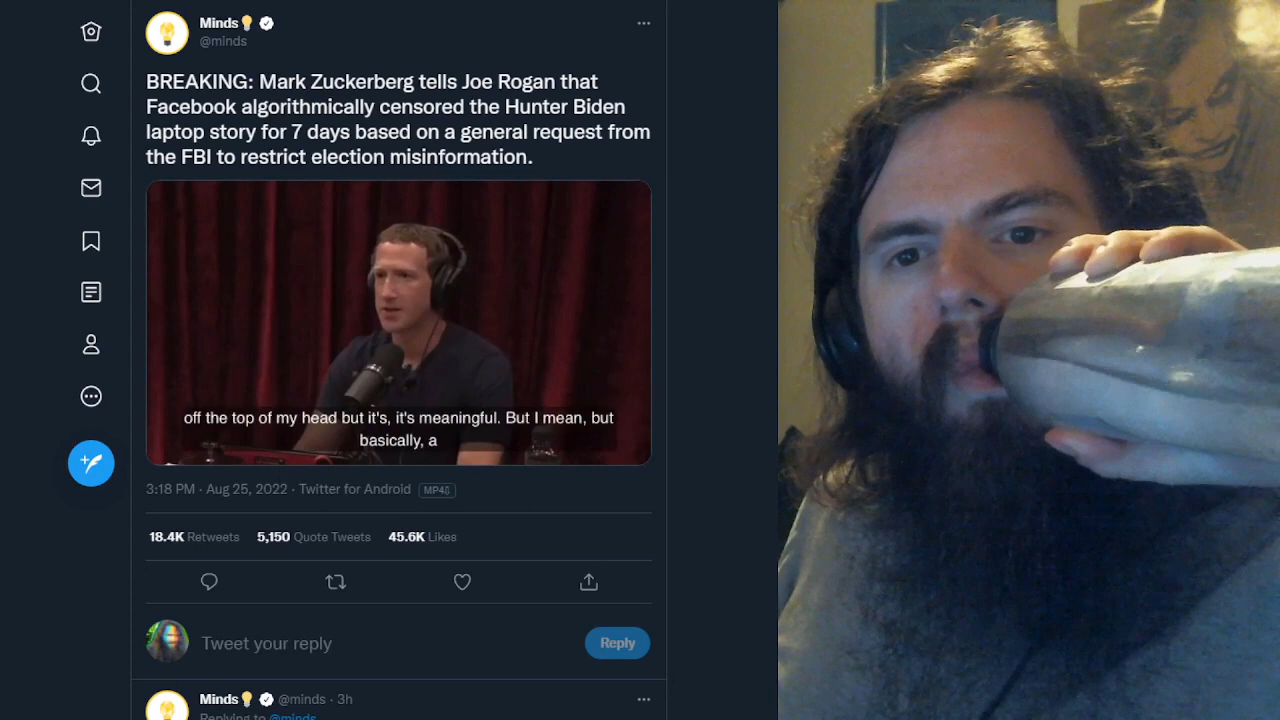 Minds
@minds
BREAKING: Mark Zuckerberg tells Joe Rogan that
Facebook algorithmically censored the Hunter Biden
laptop story for 7 days based on a general request from
the FBI to restrict election misinformation.
off the top of my head but it's, it's meaningful. But I mean, but
basically, a
3:18 PM · Aug 25, 2022 · Twitter for Android MP4⇩
18.4K Retweets 5,150 Quote Tweets 45.6K Likes
Tweet your reply
Reply
Minds @minds · 3h
Replying to @minds